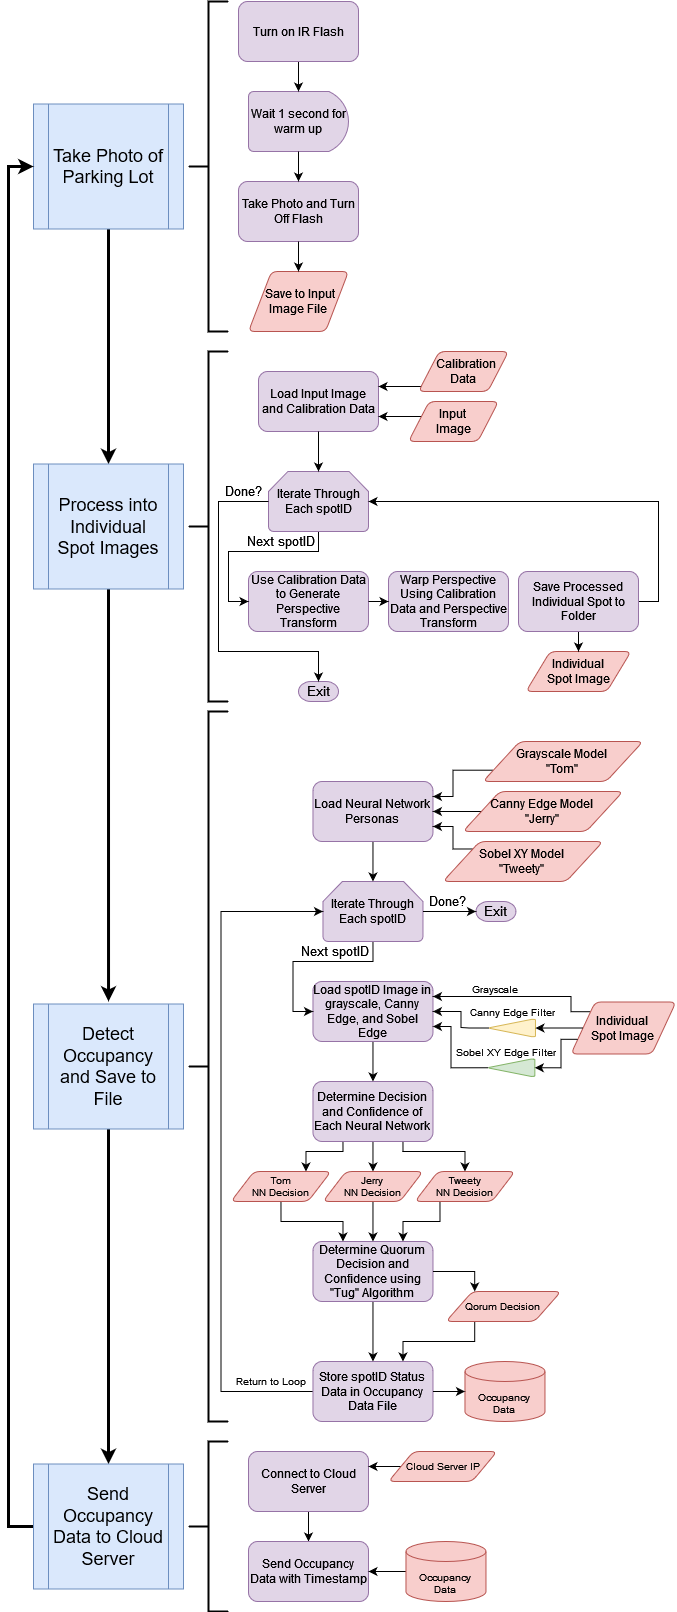 Turn on IR Flash
Wait 1 second for
warm up
Take Photo of
Parking Lot
Take Photo and Turn
Off Flash
Save to Input
Image File
Calibration
Data
Load Input Image
and Calibration Data
Input
Image
Process into
Individual
Spot Images
Done?
Iterate Through
Each spotID
Next spotID
Use Calibration Data
to Generate
Perspective
Transform
Warp Perspective
Using Calibration
Data and Perspective
Transform
Save Processed
Individual Spot to
Folder
Individual
Spot Image
Exit
Grayscale Model
"Tom"
Load Neural Network
Personas
Canny Edge Model
"Jerry"
Sobel XY Model
"Tweety"
Iterate Through
Each spotID
Done?
Exit
Next spotID
Load spotID Image in
grayscale, Canny
Edge, and Sobel
Edge
Grayscale
Canny Edge Filter
Sobel XY Edge Filter
Individual
Spot Image
Detect
Occupancy
and Save to
File
Determine Decision
and Confidence of
Each Neural Network
Tom
NN Decision
Jerry
NN Decision
Tweety
NN Decision
Determine Quorum
Decision and
Confidence using
"Tug" Algorithm
Qorum Decision
Return to Loop
Store spotID Status
Data in Occupancy
Data File
Occupancy
Data
Send
Occupancy
Data to Cloud
Server
Connect to Cloud
Server
Cloud Server IP
Send Occupancy
Data with Timestamp
Occupancy
Data